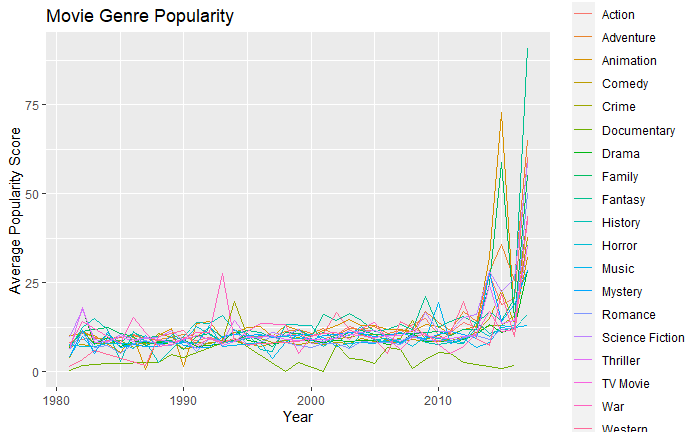 Movie Genre Popularity
Average Popularity Score
75
50
25
0
1980
1990
2000
2010
Year
Action
Adventure
Animation
Comedy
Crime
Documentary
Drama
Family
Fantasy
History
Horror
Music
Mystery
Romance
Science Fiction
Thriller
TV Movie
War
Western